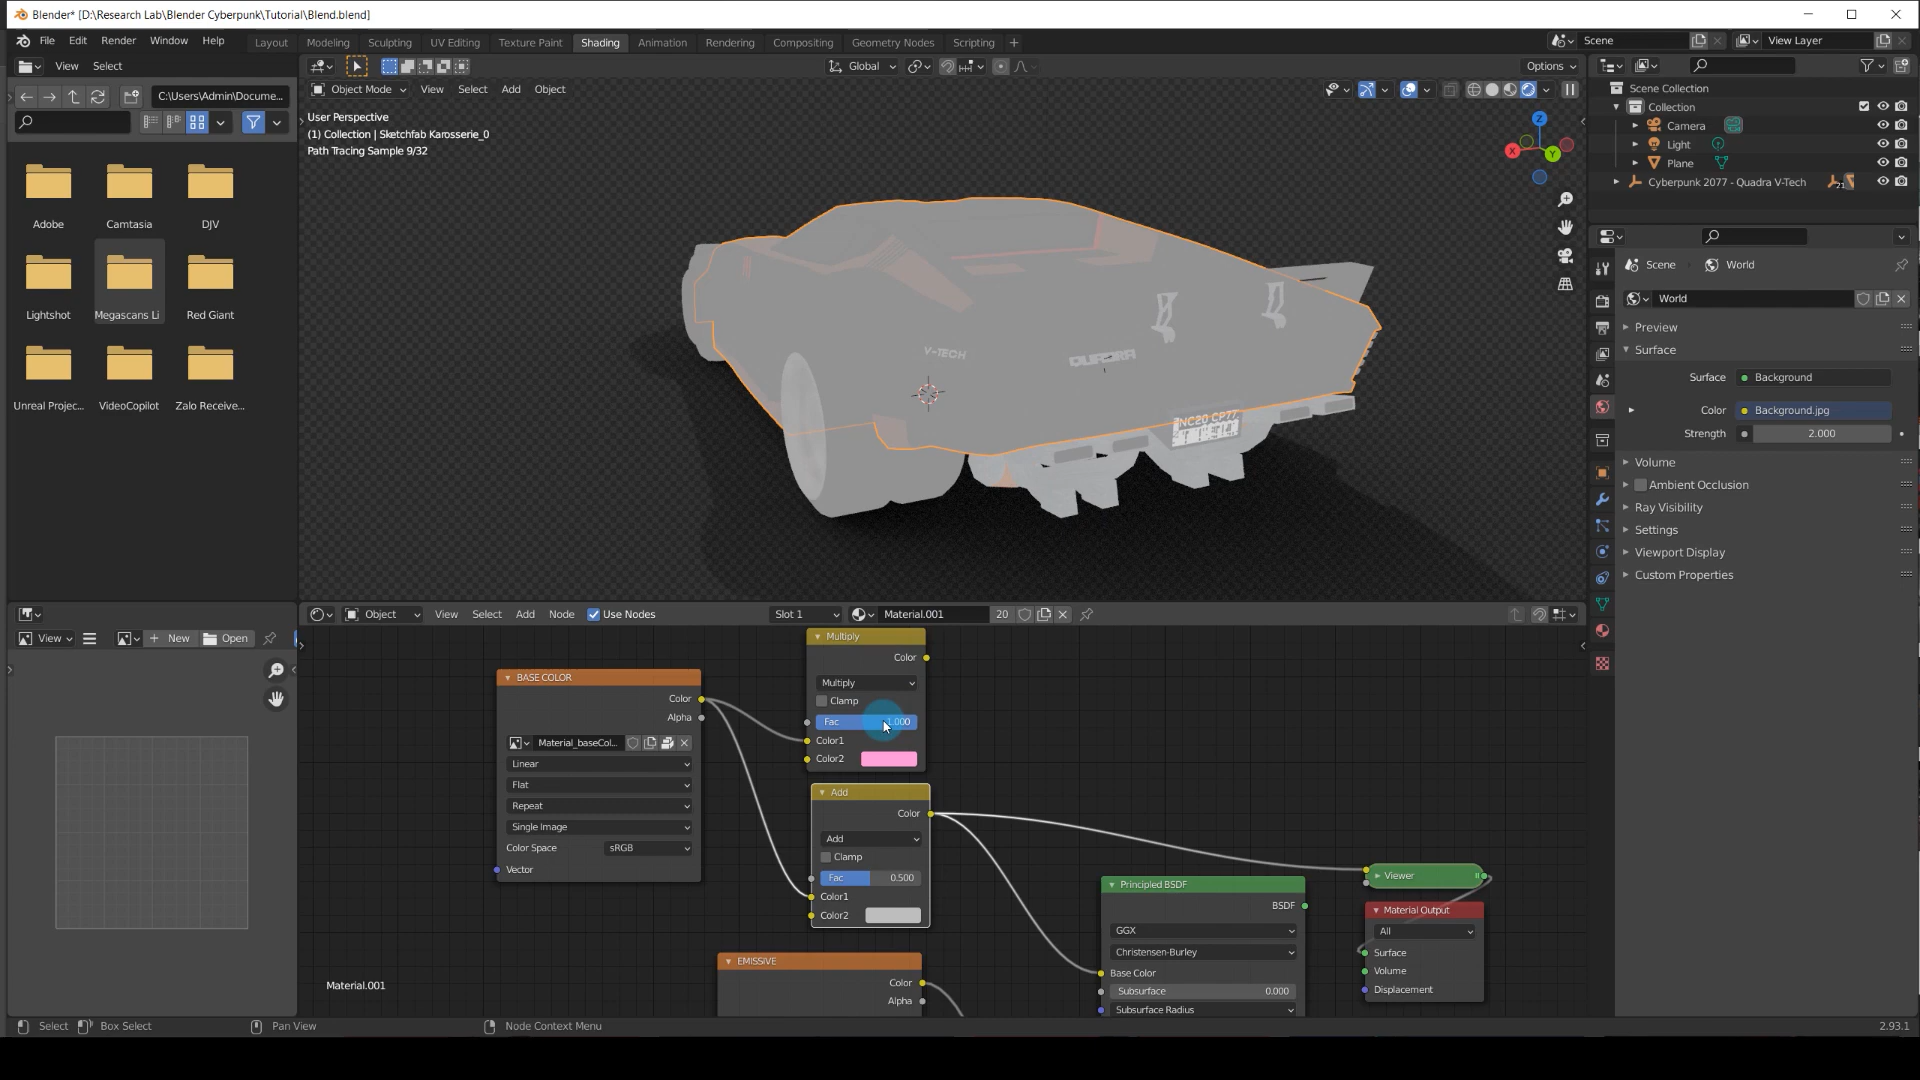 Blender* [D:\Research Lab\Blender Cyberpunk\Tutorial\Blend.blend]
File Edit Render Window Help Layout Modeling Sculpting UV Editing Texture Paint Shading Animation Rendering Compositing Geometry Nodes Scripting Scene View Layer
View Select Global Options
C:\Users\Admin\Docume... Object Mode View Select Add Object
User Perspective
(1) Collection | Sketchfab Karosserie_0
Path Tracing Sample 9/32
Z
X
Y
Adobe Camtasia DJV
Lightshot Megascans Li Red Giant
Unreal Projec... VideoCopilot Zalo Receive...
V-TECH
QUADRA
NC20 CP77
Scene Collection
Collection
Camera
Light
Plane
Cyberpunk 2077 - Quadra V-Tech 21
Scene World
World
Preview
Surface
Surface Background
Color Background.jpg
Strength 2.000
Volume
Ambient Occlusion
Ray Visibility
Settings
Viewport Display
Custom Properties
Object View Select Add Node Use Nodes Slot 1 Material.001 20
View New Open
Multiply
Color
Multiply
Clamp
Fac 1.000
Color1
Color2
BASE COLOR
Color
Alpha
Material_baseCol...
Linear
Flat
Repeat
Single Image
Color Space sRGB
Vector
Add
Color
Add
Clamp
Fac 0.500
Color1
Color2
EMISSIVE
Color
Alpha
Principled BSDF
BSDF
GGX
Christensen-Burley
Base Color
Subsurface 0.000
Subsurface Radius
Viewer
Material Output
All
Surface
Volume
Displacement
Material.001
Select Box Select Pan View Node Context Menu 2.93.1